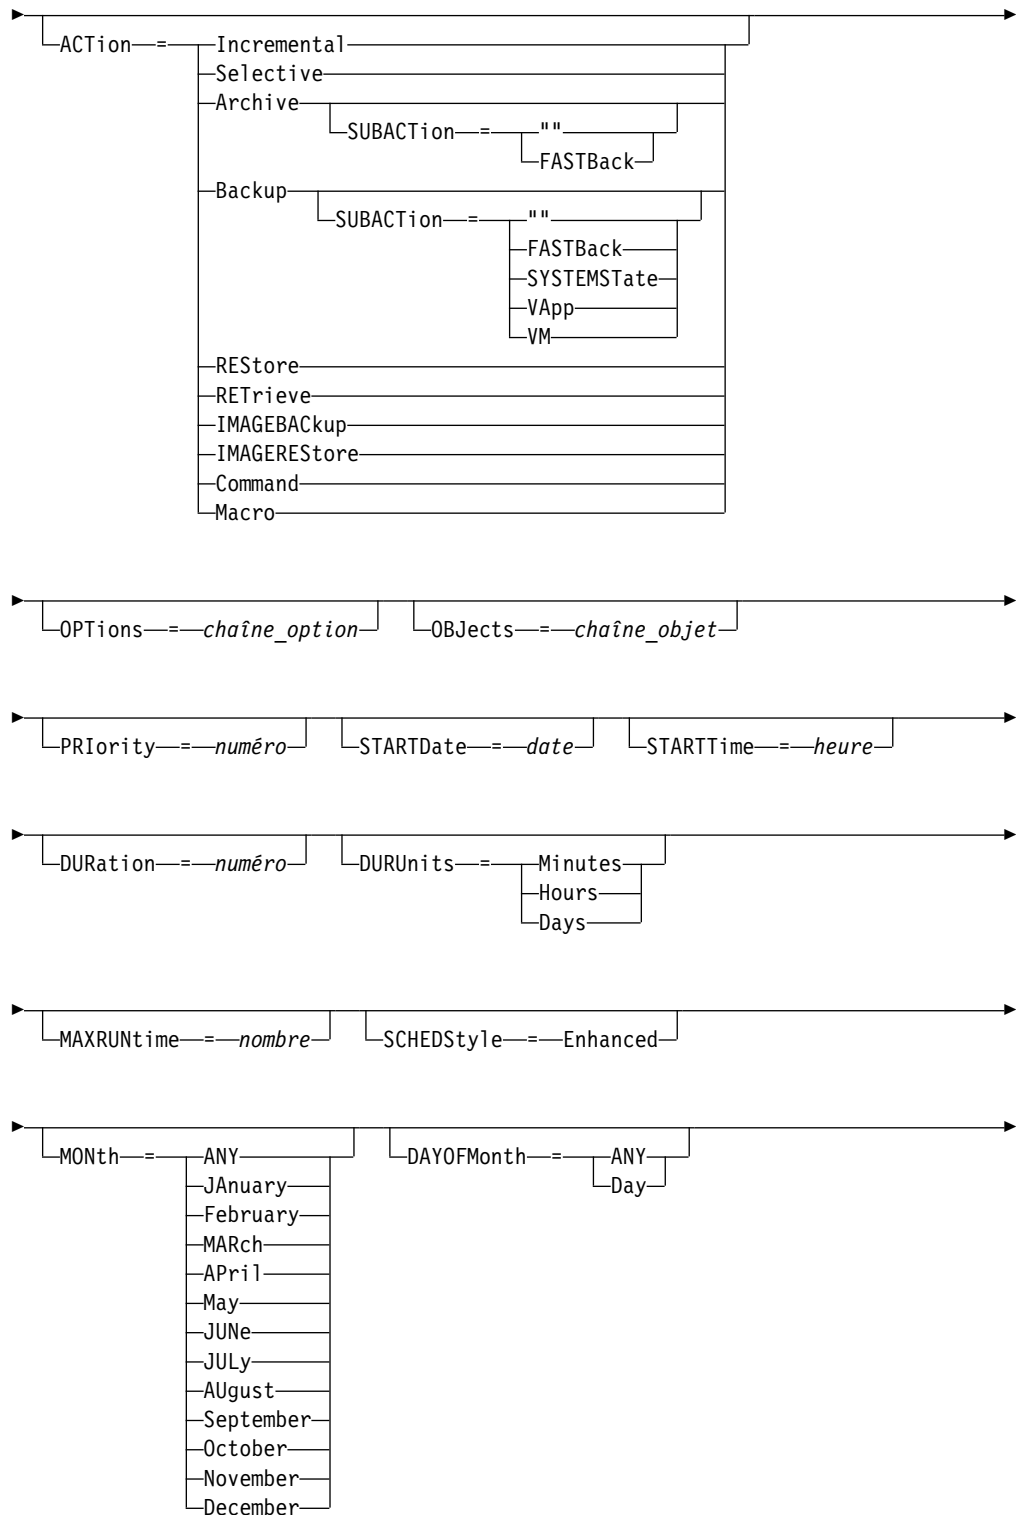 ACTion = Incremental
Selective
Archive
SUBACTion = ""
FASTBack
Backup
SUBACTion = ""
FASTBack
SYSTEMSTate
VApp
VM
REStore
RETrieve
IMAGEBACkup
IMAGEREStore
Command
Macro
OPTions = chaîne_option OBJects = chaîne_objet
PRIority = numéro STARTDate = date STARTTime = heure
DURation = numéro DURUnits = Minutes
Hours
Days
MAXRUNtime = nombre SCHEDStyle = Enhanced
MONth = ANY DAYOFMonth = ANY
JAnuary Day
February
MARch
APril
May
JUNe
JULy
AUgust
September
October
November
December